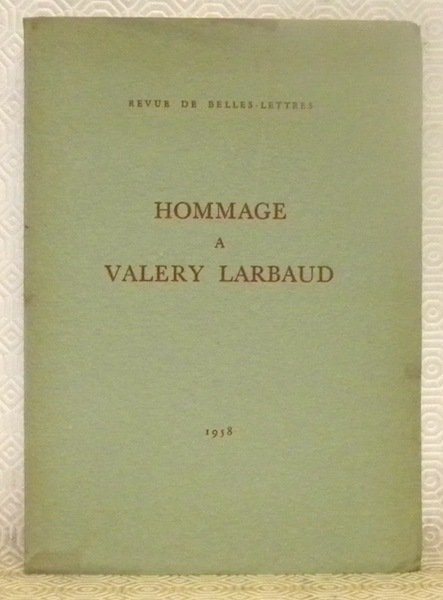 REVUE DE BELLES-LETTRES
HOMMAGE
A
VALERY LARBAUD
1958